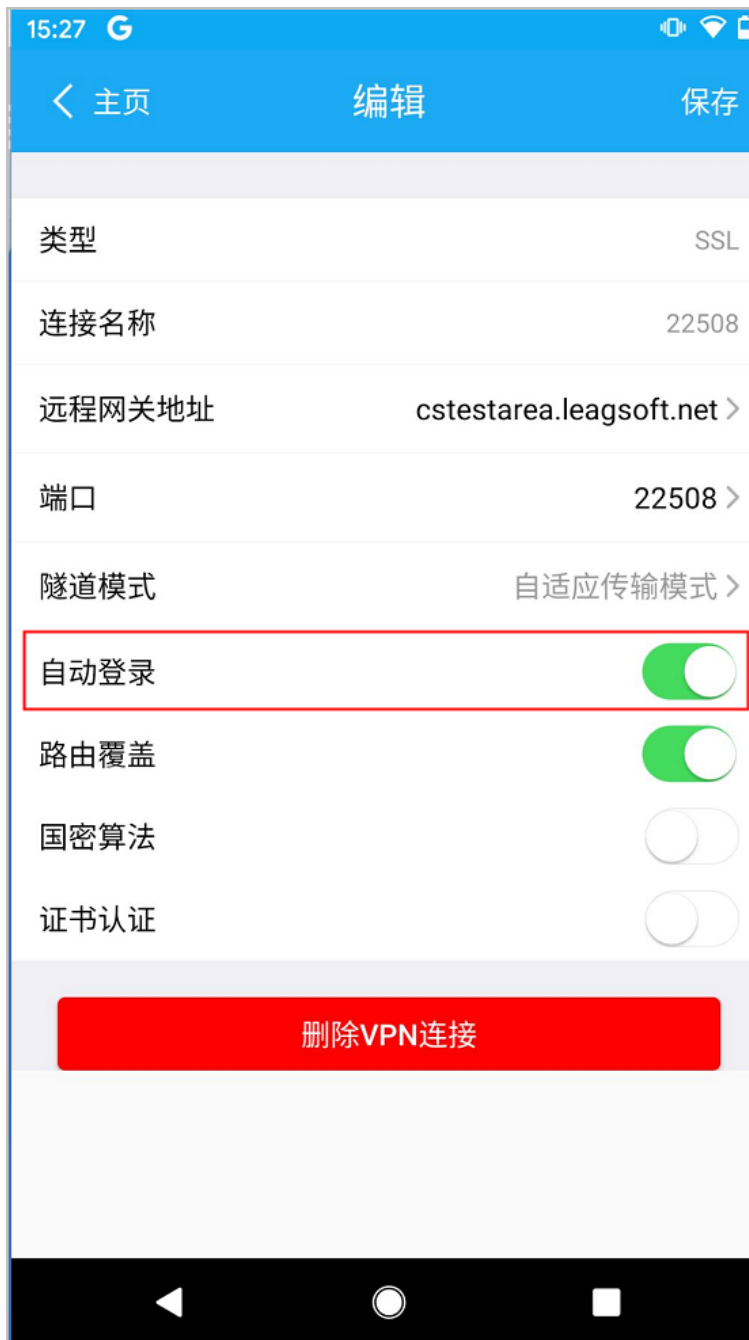 15:27 G
主页 编辑 保存
类型 SSL
连接名称 22508
远程网关地址 cstestarea.leagsoft.net
端口 22508
隧道模式 自适应传输模式
自动登录
路由覆盖
国密算法
证书认证
删除VPN连接